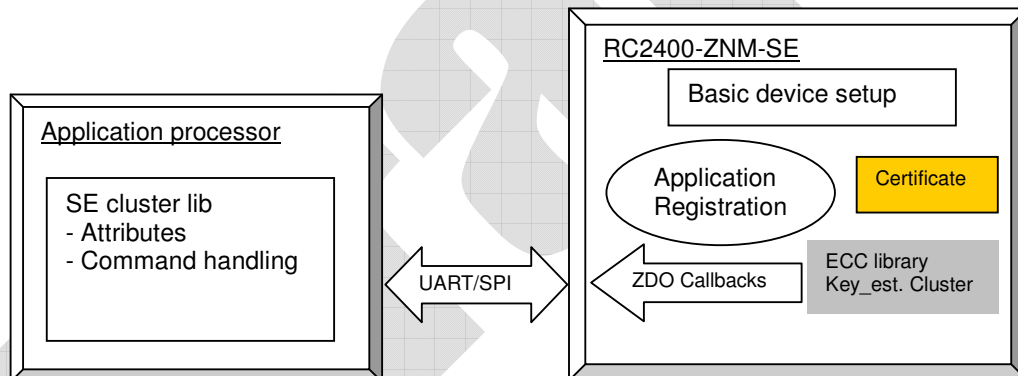 RC2400-ZNM-SE
Basic device setup
Application processor
SE cluster lib
- Attributes
- Command handling
Application
Registration
Certificate
UART/SPI
ZDO Callbacks
ECC library
Key_est. Cluster